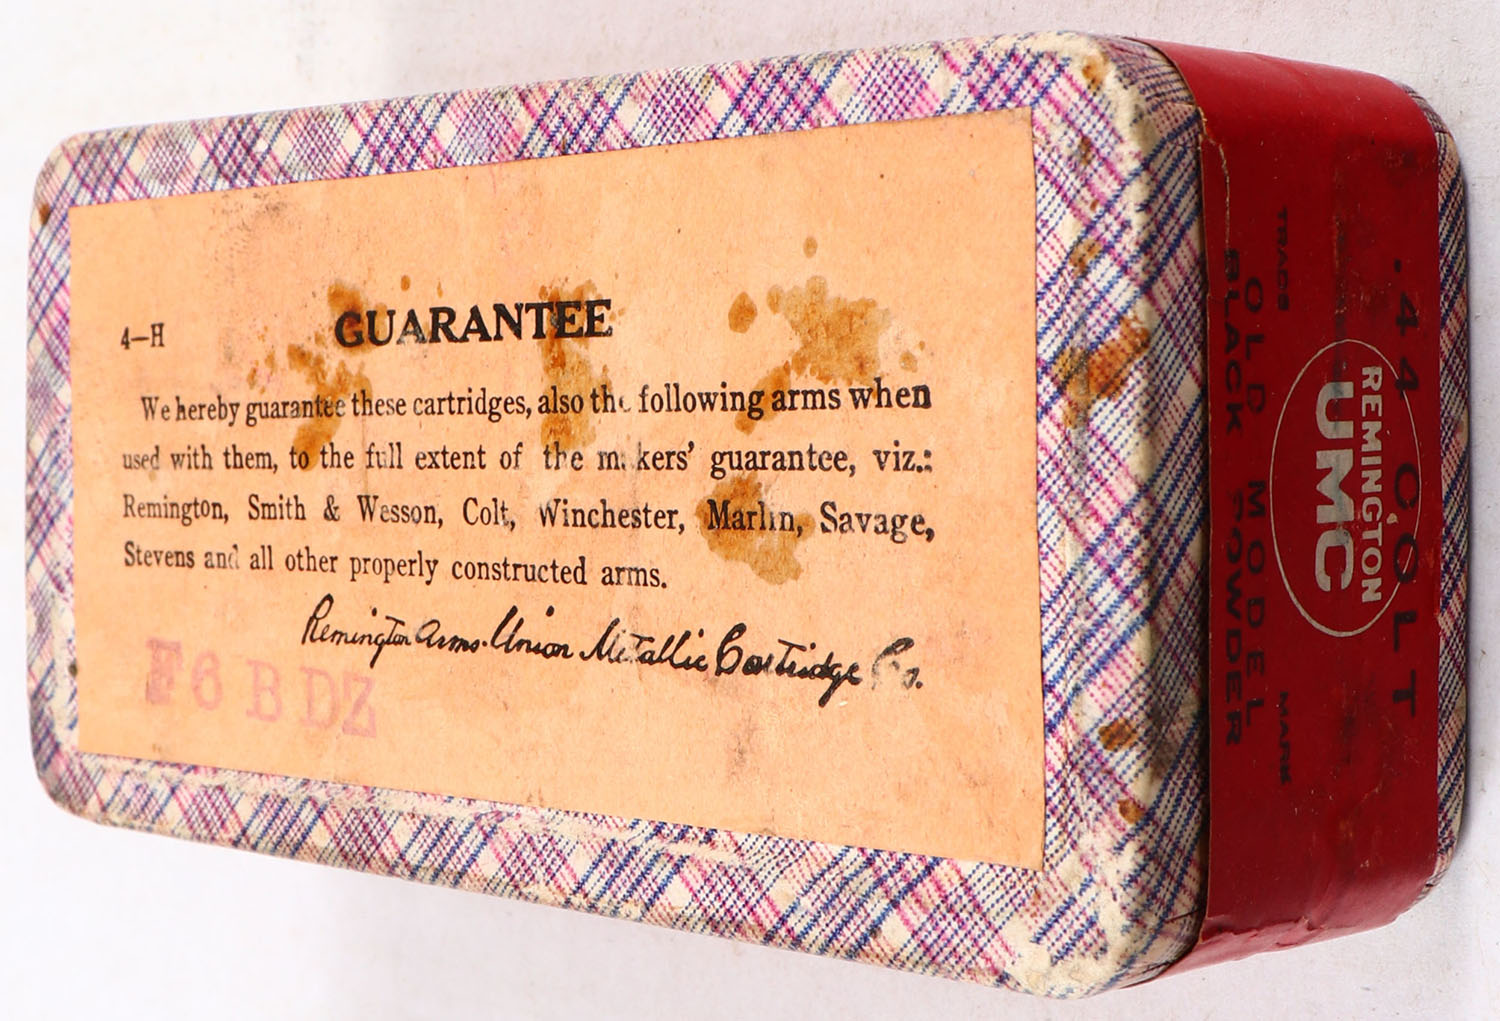 4—H
GUARANTEE
We hereby guarantee these cartridges, also the following arms when
used with them, to the full extent of the makers' guarantee, viz.:
Remington, Smith & Wesson, Colt, Winchester, Marlin, Savage,
Stevens and all other properly constructed arms.
Remington Arms-Union Metallic Cartridge Co.
F6BDZ
.44 COLT
REMINGTON
UMC
TRADE MARK
OLD MODEL
BLACK POWDER